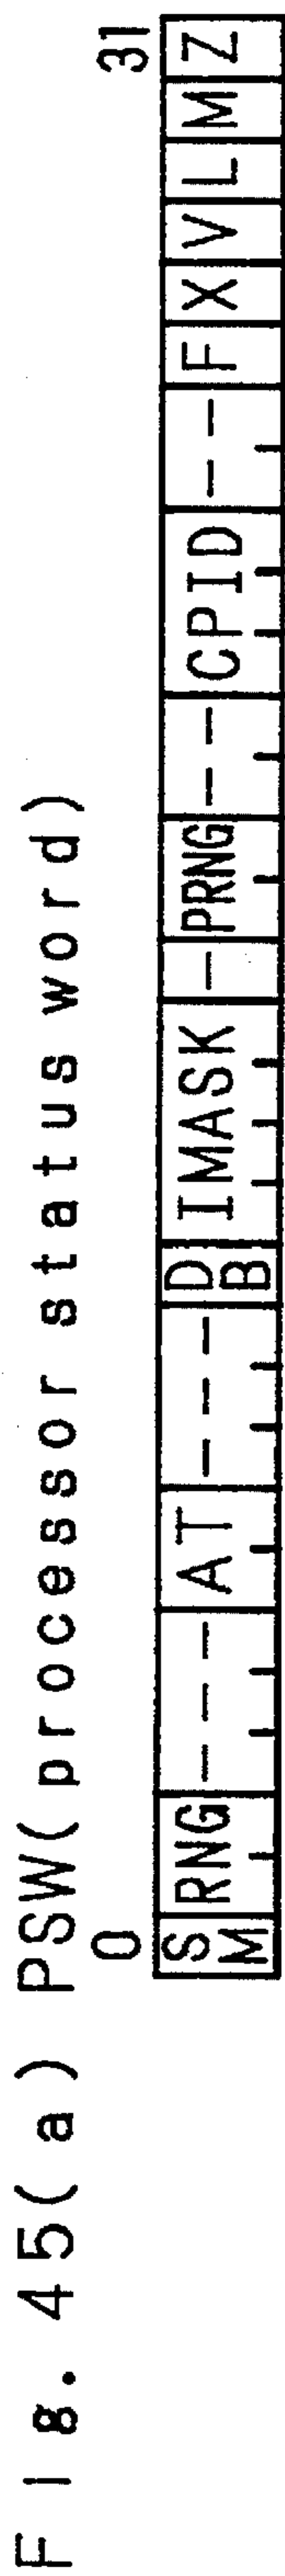 Fig. 45(a) PSW(processor status word)
0 31
SM RNG --- AT --- DB IMASK - PRNG -- CPID -- F X V L M Z